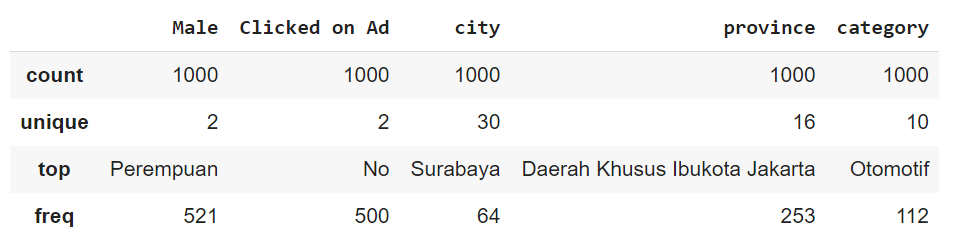 Male Clicked on Ad city province category
count 1000 1000 1000 1000 1000
unique 2 2 30 16 10
top Perempuan No Surabaya Daerah Khusus Ibukota Jakarta Otomotif
freq 521 500 64 253 112